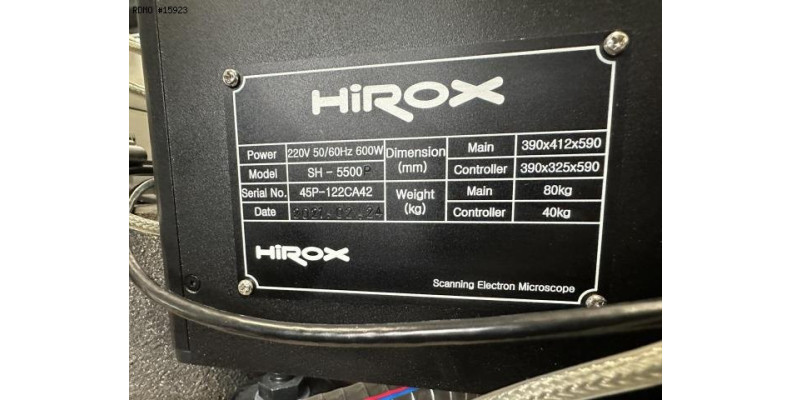 RDMO #15923
HiROX
Power 220V 50/60Hz 600W Dimension (mm) Main 390x412x590
Model SH - 5500P Controller 390x325x590
Serial No. 45P-122CA42 Weight (kg) Main 80kg
Date Controller 40kg
HiROX
Scanning Electron Microscope